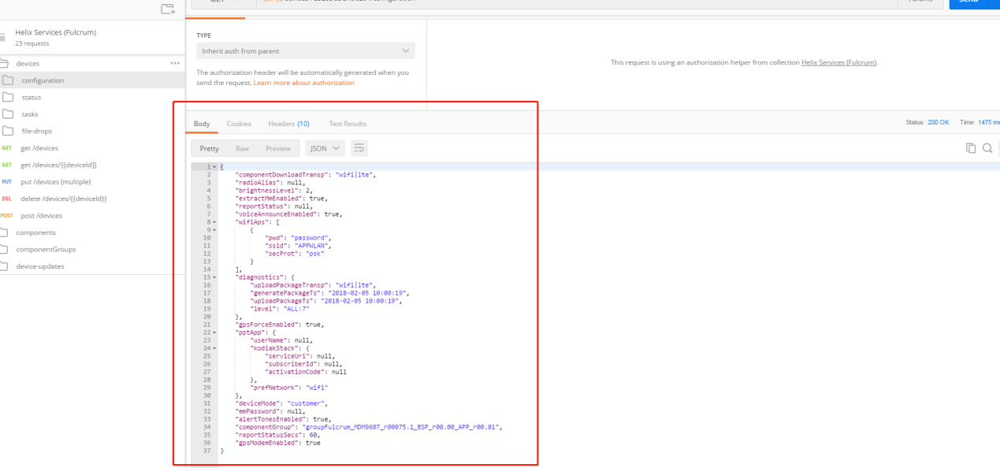 Helix Services (Fulcrum)
23 requests
devices
configuration
status
tasks
file-drops
GET get /devices
GET get /devices/{{deviceId}}
PUT put /devices (multiple)
DEL delete /devices/{{deviceId}}
POST post /devices
components
componentGroups
device-updates
GET
Params
Send
TYPE
Inherit auth from parent
The authorization header will be automatically generated when you
send the request. Learn more about authorization
This request is using an authorization helper from collection Helix Services (Fulcrum).
Body Cookies Headers (10) Test Results
Status: 200 OK Time: 1475 ms
Pretty Raw Preview JSON
1 {
2 "componentDownloadTransp": "wifi|lte",
3 "radioAlias": null,
4 "brightnessLevel": 2,
5 "extractMmEnabled": true,
6 "reportStatus": null,
7 "voiceAnnounceEnabled": true,
8 "wifiAps": [
9 {
10 "pwd": "password",
11 "ssid": "APPWLAN",
12 "secProt": "psk"
13 }
14 ],
15 "diagnostics": {
16 "uploadPackageTransp": "wifi|lte",
17 "generatePackageTs": "2018-02-05 10:00:19",
18 "uploadPackageTs": "2018-02-05 10:00:19",
19 "level": "ALL:7"
20 },
21 "gpsForceEnabled": true,
22 "pptApp": {
23 "userName": null,
24 "kodiakStack": {
25 "serviceUri": null,
26 "subscriberId": null,
27 "activationCode": null
28 },
29 "prefNetwork": "wifi"
30 },
31 "deviceMode": "customer",
32 "mmPassword": null,
33 "alertTonesEnabled": true,
34 "componentGroup": "groupFulcrum_MDM9607_r00075.1_BSP_r00.00_APP_r00.01",
35 "reportStatusSecs": 60,
36 "gpsModemEnabled": true
37 }